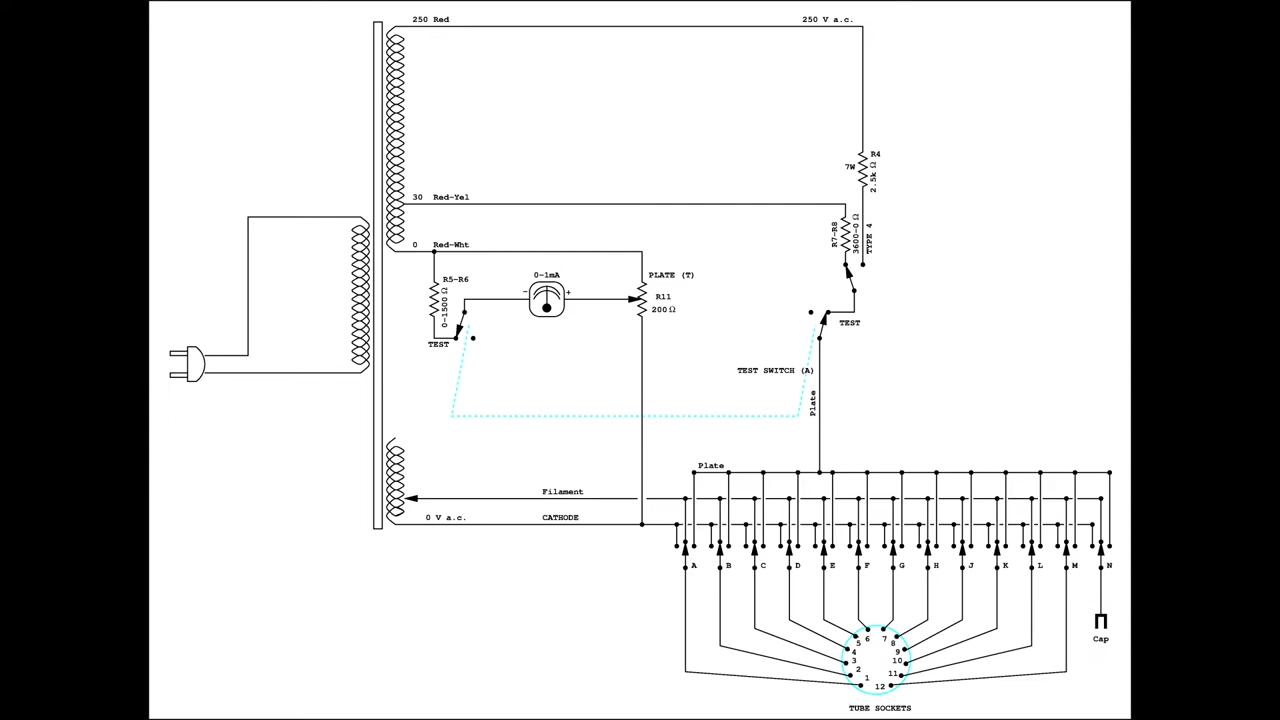 250 Red
250 V a.c.
R4
7W
2.5k Ω
30 Red-Yel
R7-R8
3600-0 Ω
TYPE 4
0 Red-Wht
R5-R6
0-1500 Ω
0-1mA
- +
PLATE (T)
R11
200Ω
TEST
TEST
TEST SWITCH (A)
Plate
Plate
Filament
0 V a.c.
CATHODE
A B C D E F G H J K L M N
Cap
6 7
5 8
4 9
3 10
2 11
1 12
TUBE SOCKETS